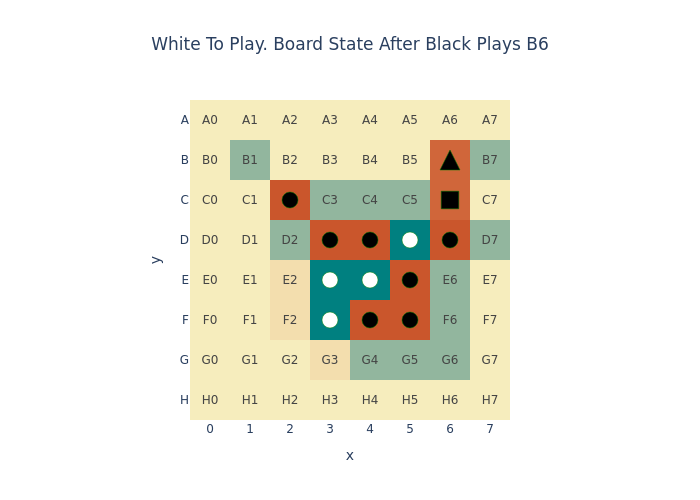 White To Play. Board State After Black Plays B6
A A0 A1 A2 A3 A4 A5 A6 A7
B B0 B1 B2 B3 B4 B5 B7
C C0 C1 C3 C4 C5 C7
D D0 D1 D2 D7
y
E E0 E1 E2 E6 E7
F F0 F1 F2 F6 F7
G G0 G1 G2 G3 G4 G5 G6 G7
H H0 H1 H2 H3 H4 H5 H6 H7
0 1 2 3 4 5 6 7
x